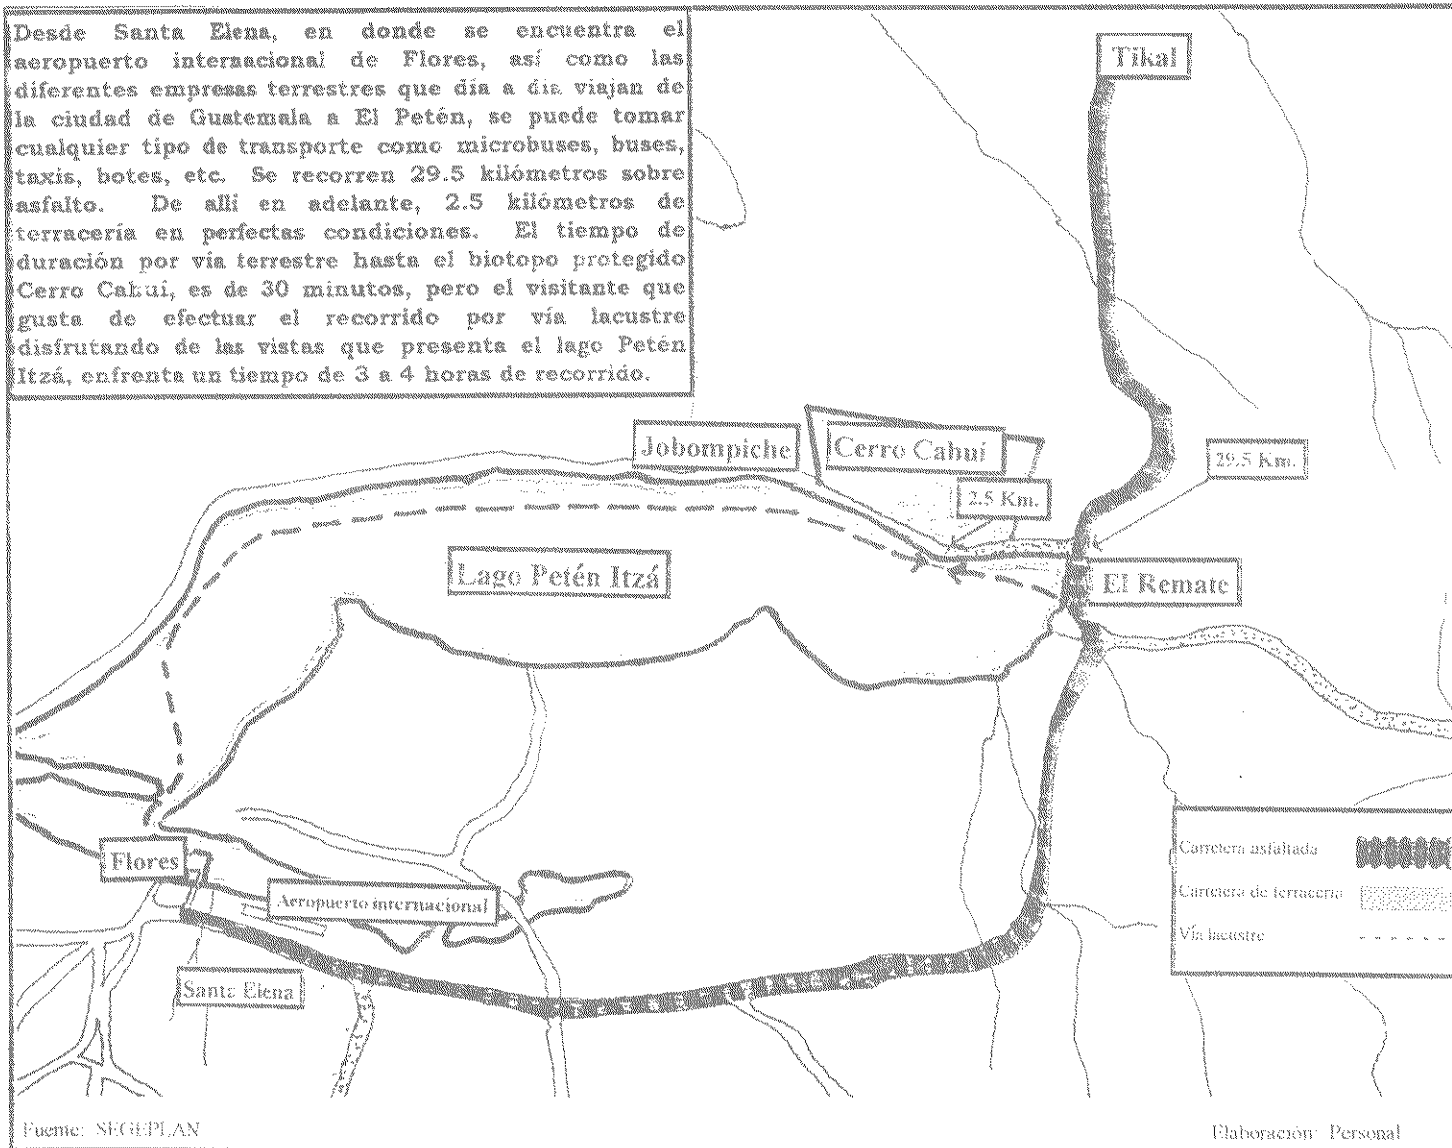 Desde Santa Elena, en donde se encuentra el
aeropuerto internacional de Flores, así como las
diferentes empresas terrestres que día a día viajan de
la ciudad de Guatemala a El Petén, se puede tomar
cualquier tipo de transporte como microbuses, buses,
taxis, botes, etc. Se recorren 29.5 kilómetros sobre
asfalto. De allí en adelante, 2.5 kilómetros de
terracería en perfectas condiciones. El tiempo de
duración por vía terrestre hasta el biotopo protegido
Cerro Cahuí, es de 30 minutos, pero el visitante que
gusta de efectuar el recorrido por vía lacustre
disfrutando de las vistas que presenta el lago Petén
Itzá, enfrenta un tiempo de 3 a 4 horas de recorrido.
Tikal
Jobompiche
Cerro Cahuí
29.5 Km.
2.5 Km.
Lago Petén Itzá
El Remate
Flores
Aeropuerto internacional
Santa Elena
Carretera asfaltada
Carretera de terracería
Vía lacustre
Fuente: SEGEPLAN
Elaboración: Personal